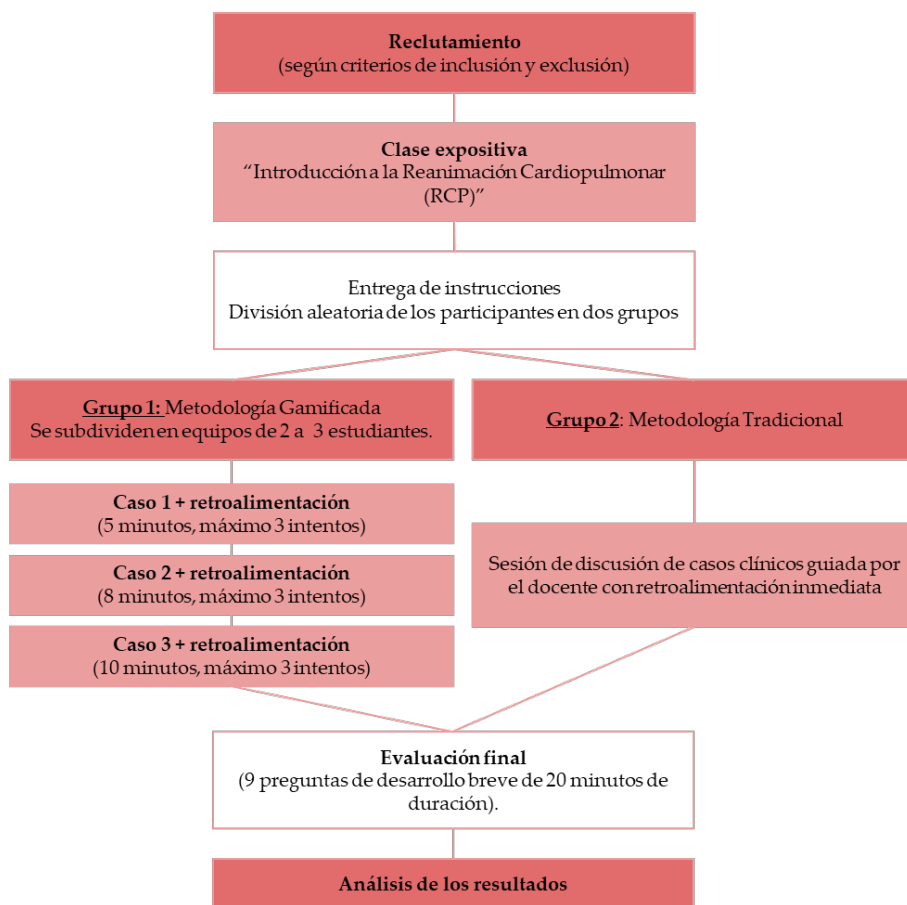 Reclutamiento
(según criterios de inclusión y exclusión)
Clase expositiva
“Introducción a la Reanimación Cardiopulmonar
(RCP)”
Entrega de instrucciones
División aleatoria de los participantes en dos grupos
Grupo 1: Metodología Gamificada
Se subdividen en equipos de 2 a 3 estudiantes.
Grupo 2: Metodología Tradicional
Caso 1 + retroalimentación
(5 minutos, máximo 3 intentos)
Caso 2 + retroalimentación
(8 minutos, máximo 3 intentos)
Caso 3 + retroalimentación
(10 minutos, máximo 3 intentos)
Sesión de discusión de casos clínicos guiada por
el docente con retroalimentación inmediata
Evaluación final
(9 preguntas de desarrollo breve de 20 minutos de
duración).
Análisis de los resultados